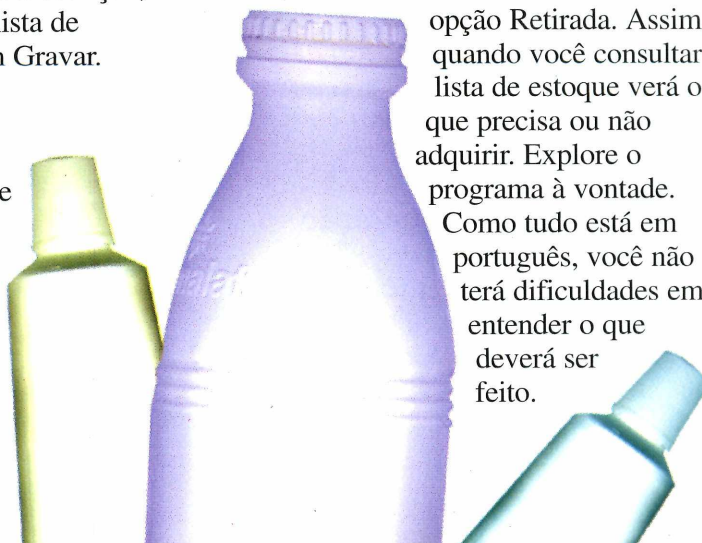 lista de
Gravar.
e
opção Retirada. Assim
quando você consultar
lista de estoque verá o
que precisa ou não
adquirir. Explore o
programa à vontade.
Como tudo está em
português, você não
terá dificuldades em
entender o que
deverá ser
feito.